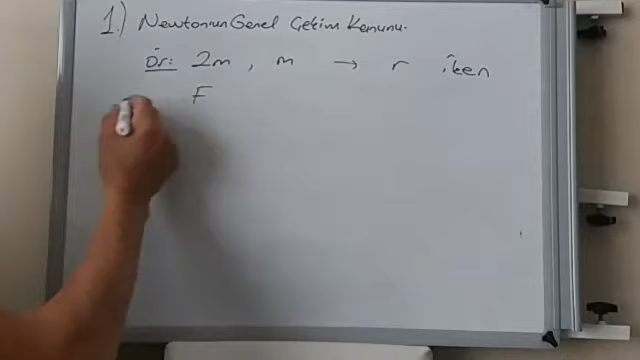 1.) Newtonun Genel Çekim Kanunu.
Ör: 2m , m → r iken
F